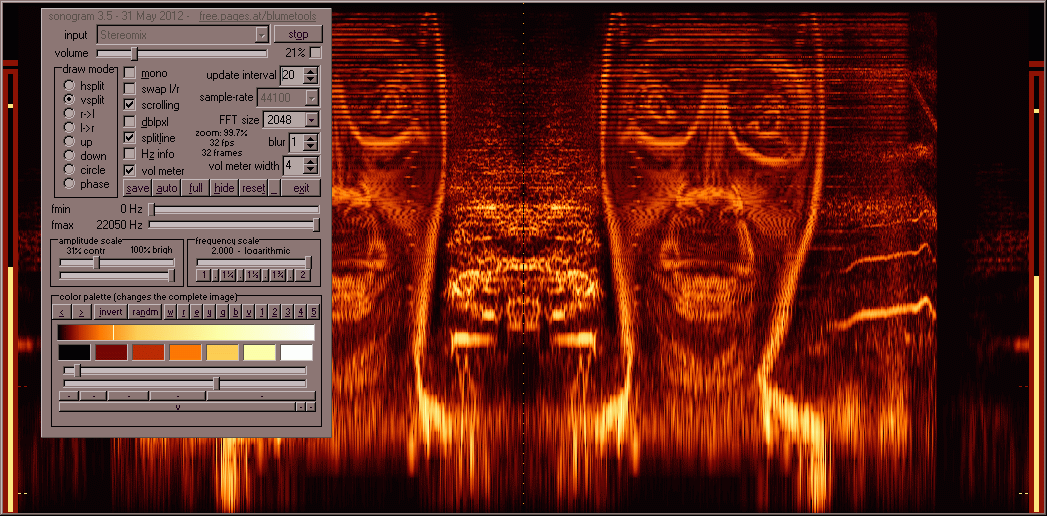 sonogram 3.5 - 31 May 2012 - free.pages.at/blumetools
input Stereomix stop
volume 21%
draw mode
hsplit
vsplit
r->l
l->r
up
down
circle
phase
mono
swap l/r
scrolling
dblpxl
splitline
Hz info
vol meter
update interval 20
sample-rate 44100
FFT size 2048
zoom: 99.7%
32 fps
32 frames
blur 1
vol meter width 4
save auto full hide reset _ exit
fmin 0 Hz
fmax 22050 Hz
amplitude scale
31% contr 100% brigh
frequency scale
2.000 - logarithmic
1 . 1¼ . 1½ . 1¾ . 2
color palette (changes the complete image)
< > invert randm w r e y g b v 1 2 3 4 5
- - - - -
v - -